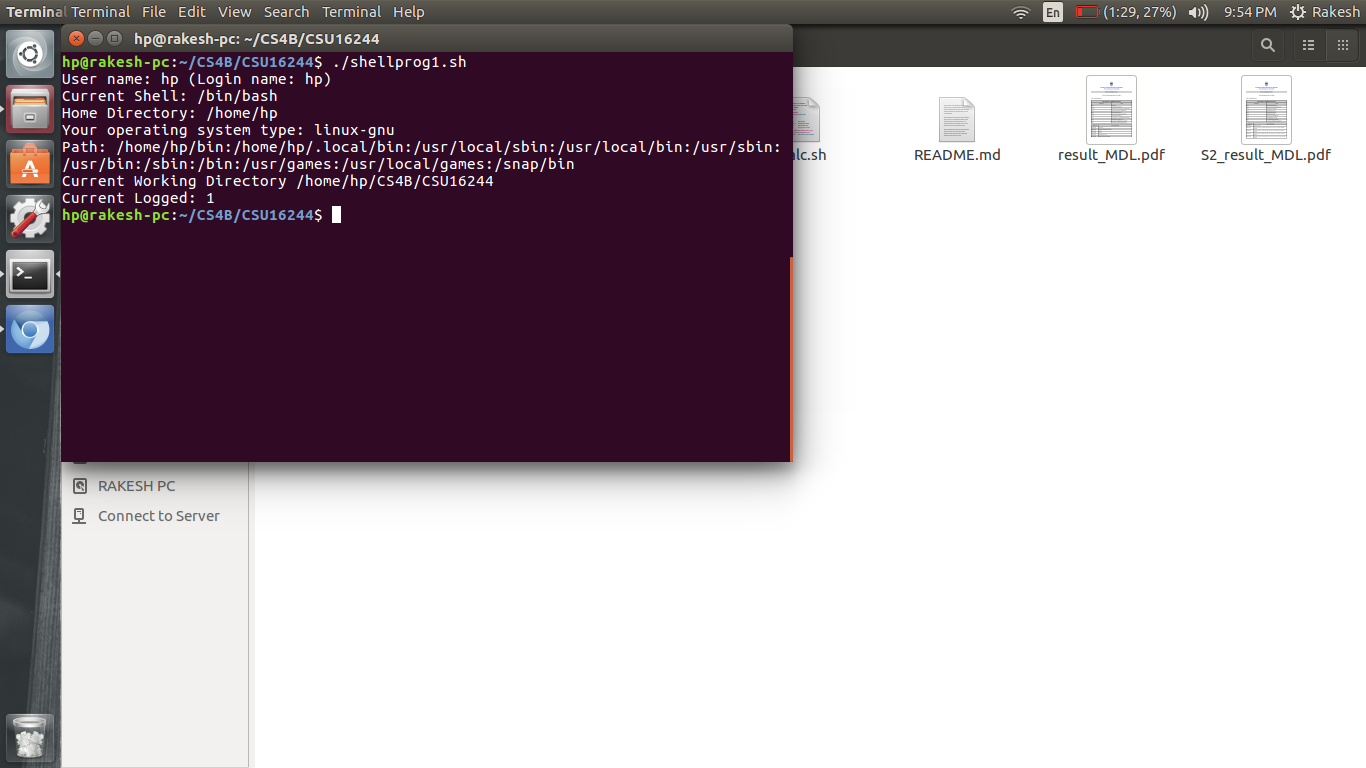 Terminal Terminal File Edit View Search Terminal Help
En (1:29, 27%) 9:54 PM Rakesh
hp@rakesh-pc: ~/CS4B/CSU16244
hp@rakesh-pc:~/CS4B/CSU16244$ ./shellprog1.sh
User name: hp (Login name: hp)
Current Shell: /bin/bash
Home Directory: /home/hp
Your operating system type: linux-gnu
Path: /home/hp/bin:/home/hp/.local/bin:/usr/local/sbin:/usr/local/bin:/usr/sbin:
/usr/bin:/sbin:/bin:/usr/games:/usr/local/games:/snap/bin
Current Working Directory /home/hp/CS4B/CSU16244
Current Logged: 1
hp@rakesh-pc:~/CS4B/CSU16244$
lc.sh
README.md
result_MDL.pdf
S2_result_MDL.pdf
RAKESH PC
Connect to Server